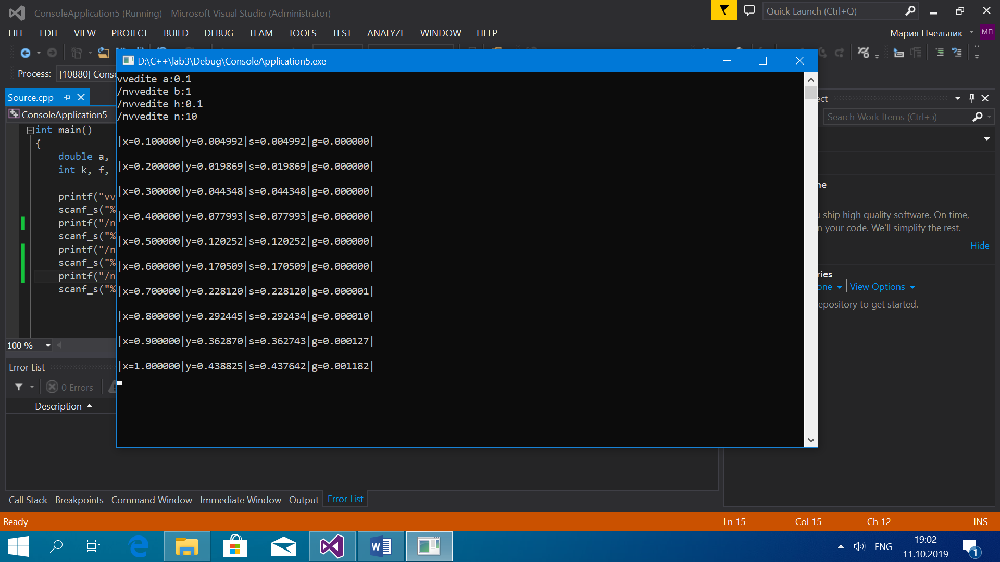 ConsoleApplication5 (Running) - Microsoft Visual Studio (Administrator)
Quick Launch (Ctrl+Q)
FILE EDIT VIEW PROJECT BUILD DEBUG TEAM TOOLS TEST ANALYZE WINDOW HELP
Мария Пчельник
МП
Process: [10880] Conso
D:\C++\lab3\Debug\ConsoleApplication5.exe
vvedite a:0.1
/nvvedite b:1
/nvvedite h:0.1
/nvvedite n:10
|x=0.100000|y=0.004992|s=0.004992|g=0.000000|
|x=0.200000|y=0.019869|s=0.019869|g=0.000000|
|x=0.300000|y=0.044348|s=0.044348|g=0.000000|
|x=0.400000|y=0.077993|s=0.077993|g=0.000000|
|x=0.500000|y=0.120252|s=0.120252|g=0.000000|
|x=0.600000|y=0.170509|s=0.170509|g=0.000000|
|x=0.700000|y=0.228120|s=0.228120|g=0.000001|
|x=0.800000|y=0.292445|s=0.292434|g=0.000010|
|x=0.900000|y=0.362870|s=0.362743|g=0.000127|
|x=1.000000|y=0.438825|s=0.437642|g=0.001182|
Source.cpp
ConsoleApplication5
int main()
{
double a,
int k, f,
printf("vv
scanf_s("%
printf("/n
scanf_s("%
printf("/n
scanf_s("%
printf("/n
scanf_s("%
100 %
ect
Search Work Items (Ctrl+э)
ne
u ship high quality software. On time,
n your code. We'll simplify the rest.
Hide
ries
one View Options
epository to get started.
Error List
0 Errors
Description
Call Stack Breakpoints Command Window Immediate Window Output Error List
Ready Ln 15 Col 15 Ch 12 INS
ENG
19:02
11.10.2019
1